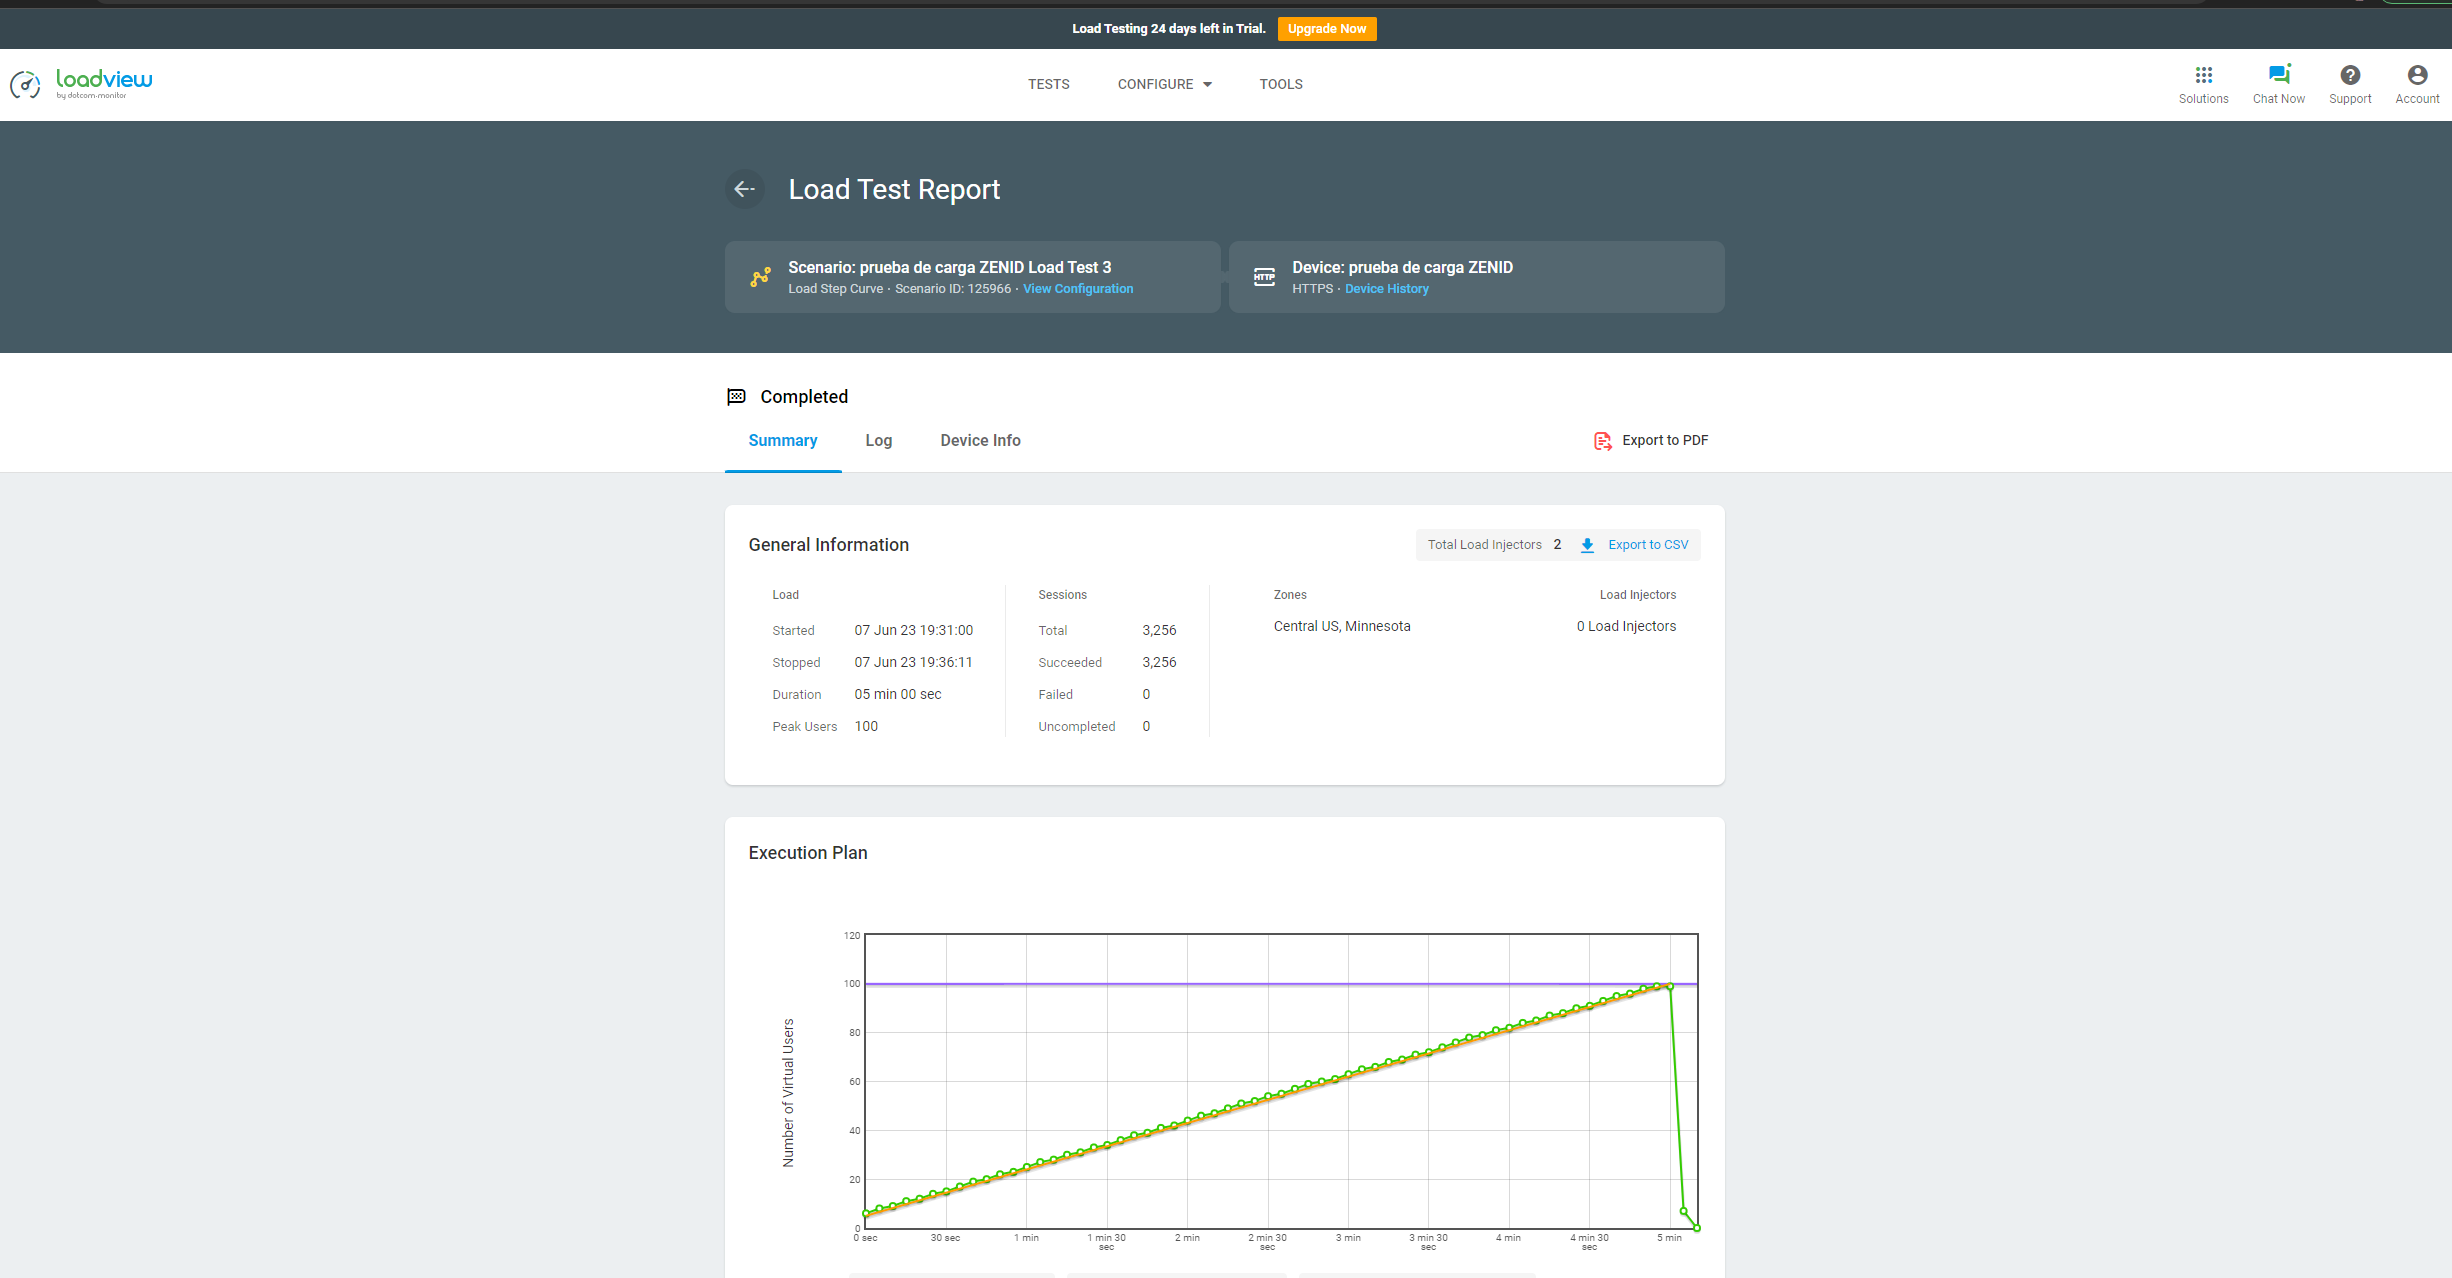 Load Testing 24 days left in Trial. Upgrade Now
loadview
by dotcom-monitor
TESTS CONFIGURE TOOLS
Solutions Chat Now Support Account
Load Test Report
Scenario: prueba de carga ZENID Load Test 3
Load Step Curve · Scenario ID: 125966 · View Configuration
HTTP
Device: prueba de carga ZENID
HTTPS · Device History
Completed
Summary Log Device Info Export to PDF
General Information Total Load Injectors 2 Export to CSV
Load Sessions Zones Load Injectors
Started 07 Jun 23 19:31:00 Total 3,256 Central US, Minnesota 0 Load Injectors
Stopped 07 Jun 23 19:36:11 Succeeded 3,256
Duration 05 min 00 sec Failed 0
Peak Users 100 Uncompleted 0
Execution Plan
Number of Virtual Users
120
100
80
60
40
20
0
0 sec 30 sec 1 min 1 min 30 sec 2 min 2 min 30 sec 3 min 3 min 30 sec 4 min 4 min 30 sec 5 min